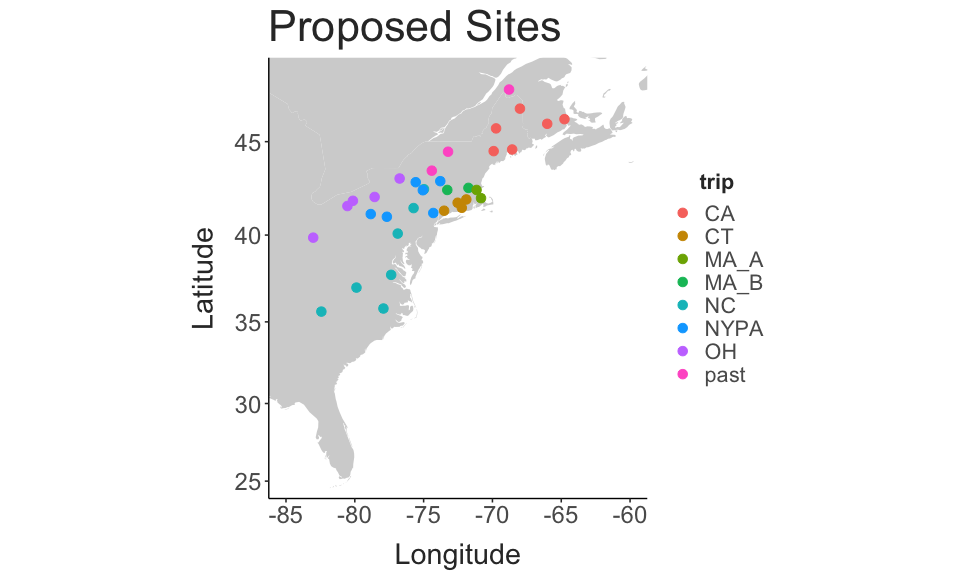 Proposed Sites
45
40
35
30
25
Latitude
-85 -80 -75 -70 -65 -60
Longitude
trip
CA
CT
MA_A
MA_B
NC
NYPA
OH
past